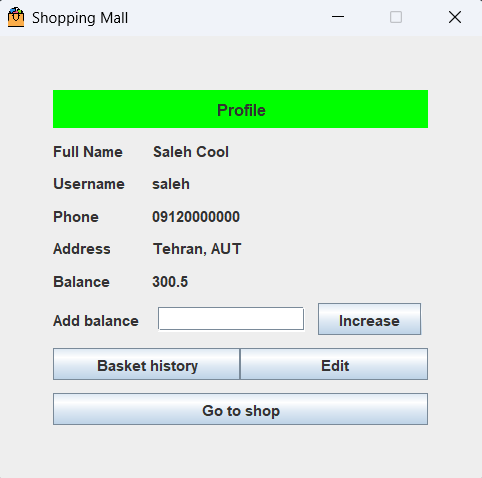 Shopping Mall
Profile
Full Name Saleh Cool
Username saleh
Phone 09120000000
Address Tehran, AUT
Balance 300.5
Add balance Increase
Basket history Edit
Go to shop